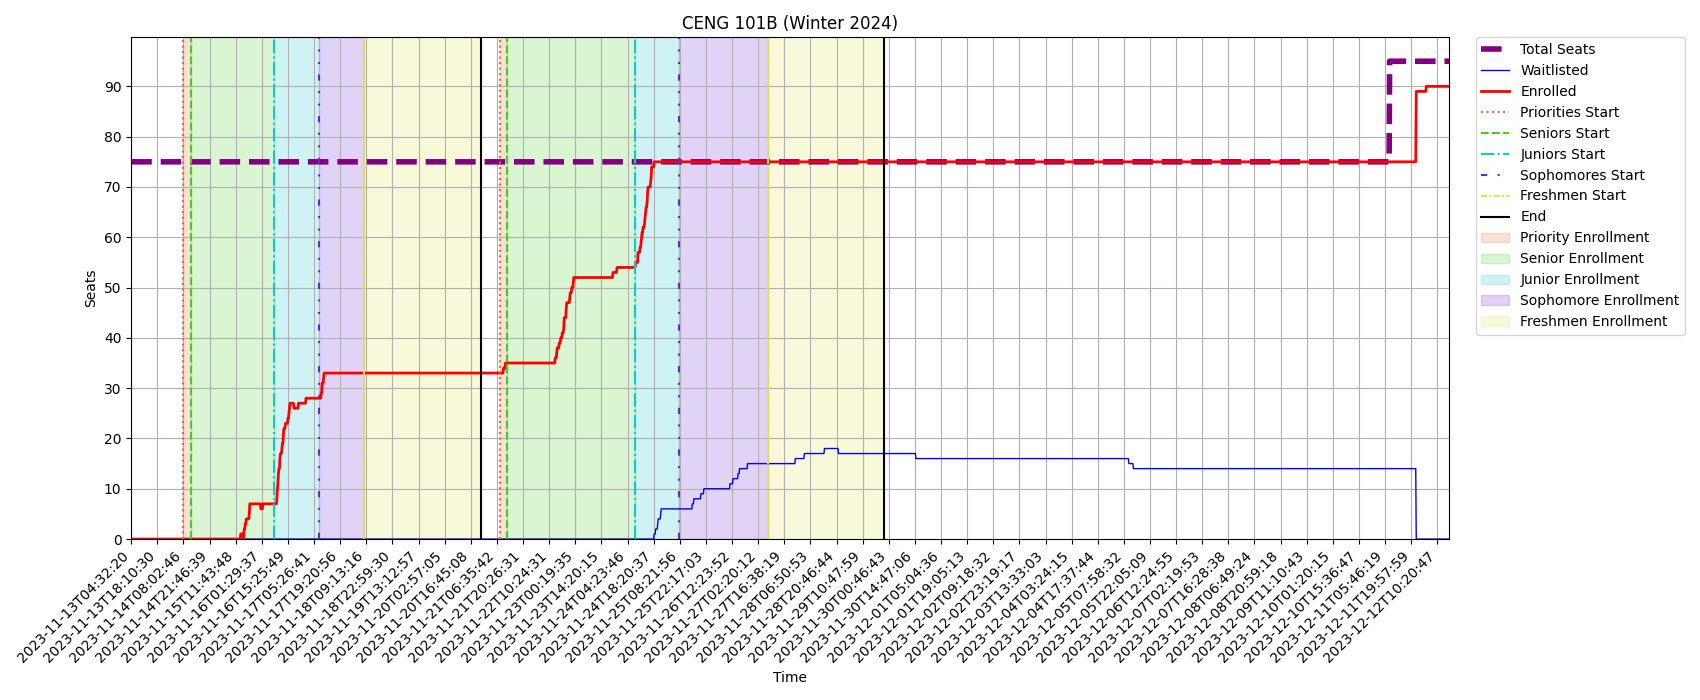 CENG 101B (Winter 2024)
Seats
90
80
70
60
50
40
30
20
10
0
2023-11-13T04:32:20
2023-11-13T18:10:30
2023-11-14T08:02:46
2023-11-14T21:46:39
2023-11-15T11:43:48
2023-11-16T01:29:37
2023-11-16T15:25:49
2023-11-17T05:26:41
2023-11-17T19:20:56
2023-11-18T09:13:16
2023-11-18T22:59:30
2023-11-19T13:12:57
2023-11-20T02:57:05
2023-11-20T16:45:08
2023-11-21T06:35:42
2023-11-21T20:26:31
2023-11-22T10:24:31
2023-11-23T00:19:35
2023-11-23T14:20:15
2023-11-24T04:23:46
2023-11-24T18:20:37
2023-11-25T08:21:56
2023-11-25T22:17:03
2023-11-26T12:23:52
2023-11-27T02:20:12
2023-11-27T16:38:19
2023-11-28T06:50:53
2023-11-28T20:46:44
2023-11-29T10:47:59
2023-11-30T00:46:43
2023-11-30T14:47:06
2023-12-01T05:04:36
2023-12-01T19:05:13
2023-12-02T09:18:32
2023-12-02T23:19:17
2023-12-03T13:33:03
2023-12-04T03:24:15
2023-12-04T17:37:44
2023-12-05T07:58:32
2023-12-05T22:05:09
2023-12-06T12:24:55
2023-12-07T02:19:53
2023-12-07T16:28:38
2023-12-08T06:49:24
2023-12-08T20:59:18
2023-12-09T11:10:43
2023-12-10T01:20:15
2023-12-10T15:36:47
2023-12-11T05:46:19
2023-12-11T19:57:59
2023-12-12T10:20:47
Time
Total Seats
Waitlisted
Enrolled
Priorities Start
Seniors Start
Juniors Start
Sophomores Start
Freshmen Start
End
Priority Enrollment
Senior Enrollment
Junior Enrollment
Sophomore Enrollment
Freshmen Enrollment